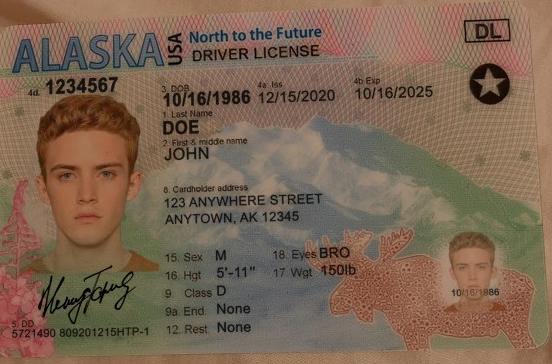 ALASKA USA North to the Future DL
DRIVER LICENSE
4d. 1234567
3. DOB 4a. Iss 4b Exp
10/16/1986 12/15/2020 10/16/2025
1. Last Name
DOE
2. First & middle name
JOHN
8. Cardholder address
123 ANYWHERE STREET
ANYTOWN, AK 12345
15. Sex M 18. Eyes BRO
16. Hgt 5'-11" 17. Wgt 150lb
9. Class D
9a. End. None
12. Rest None
10/16/1986
5. DD
5721490 809201215HTP-1